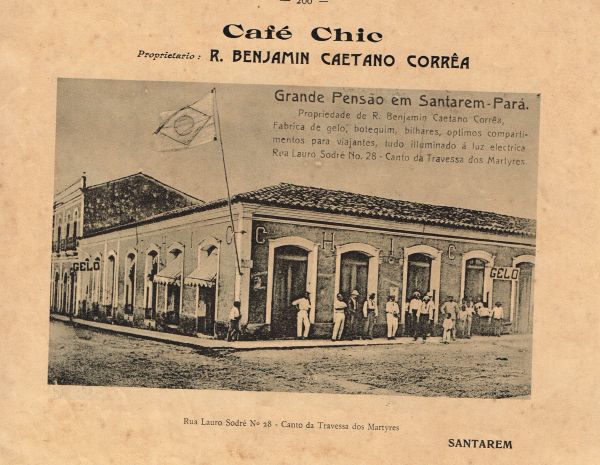 — 200 —
Café Chic
Proprietario : R. BENJAMIN CAETANO CORRÊA
Grande Pensão em Santarem-Pará.
Propriedade de R. Benjamin Caetano Corrêa,
Fabrica de gelo, botequim, bilhares, optimos comparti-
mentos para viajantes, tudo illuminado á luz electrica
Rua Lauro Sodré No. 28 - Canto da Travessa dos Martyres
C C H I C
GELO
GELO
Rua Lauro Sodré Nº 28 - Canto da Travessa dos Martyres
SANTAREM